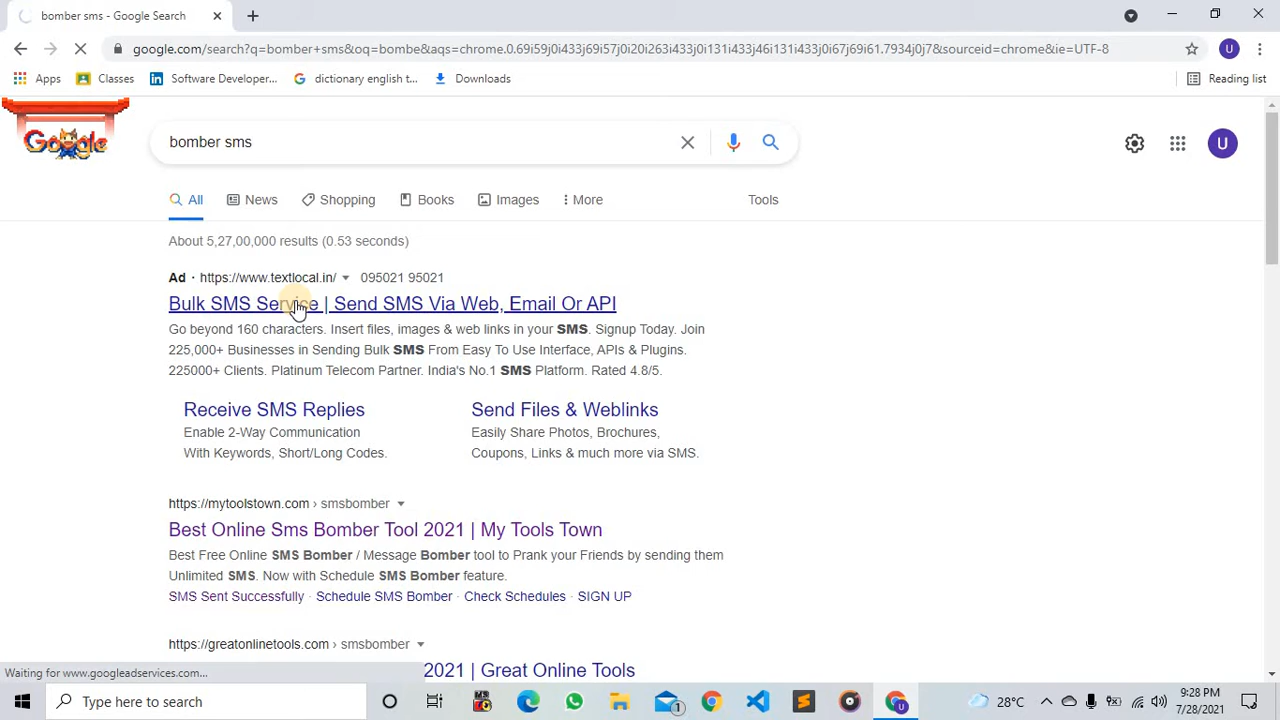 bomber sms - Google Search
google.com/search?q=bomber+sms&oq=bombe&aqs=chrome.0.69i59j0i433j69i57j0i20i263i433j0i131i433j46i131i433j0i67j69i61.7934j0j7&sourceid=chrome&ie=UTF-8
U
Apps
Classes
Software Developer...
dictionary english t...
Downloads
Reading list
Google
bomber sms
U
All
News
Shopping
Books
Images
More
Tools
About 5,27,00,000 results (0.53 seconds)
Ad · https://www.textlocal.in/ 095021 95021
Bulk SMS Service | Send SMS Via Web, Email Or API
Go beyond 160 characters. Insert files, images & web links in your SMS. Signup Today. Join
225,000+ Businesses in Sending Bulk SMS From Easy To Use Interface, APIs & Plugins.
225000+ Clients. Platinum Telecom Partner. India's No.1 SMS Platform. Rated 4.8/5.
Receive SMS Replies
Enable 2-Way Communication
With Keywords, Short/Long Codes.
Send Files & Weblinks
Easily Share Photos, Brochures,
Coupons, Links & much more via SMS.
https://mytoolstown.com › smsbomber
Best Online Sms Bomber Tool 2021 | My Tools Town
Best Free Online SMS Bomber / Message Bomber tool to Prank your Friends by sending them
Unlimited SMS. Now with Schedule SMS Bomber feature.
SMS Sent Successfully · Schedule SMS Bomber · Check Schedules · SIGN UP
https://greatonlinetools.com › smsbomber
2021 | Great Online Tools
Waiting for www.googleadservices.com...
Type here to search
1
U
28°C
9:28 PM
7/28/2021